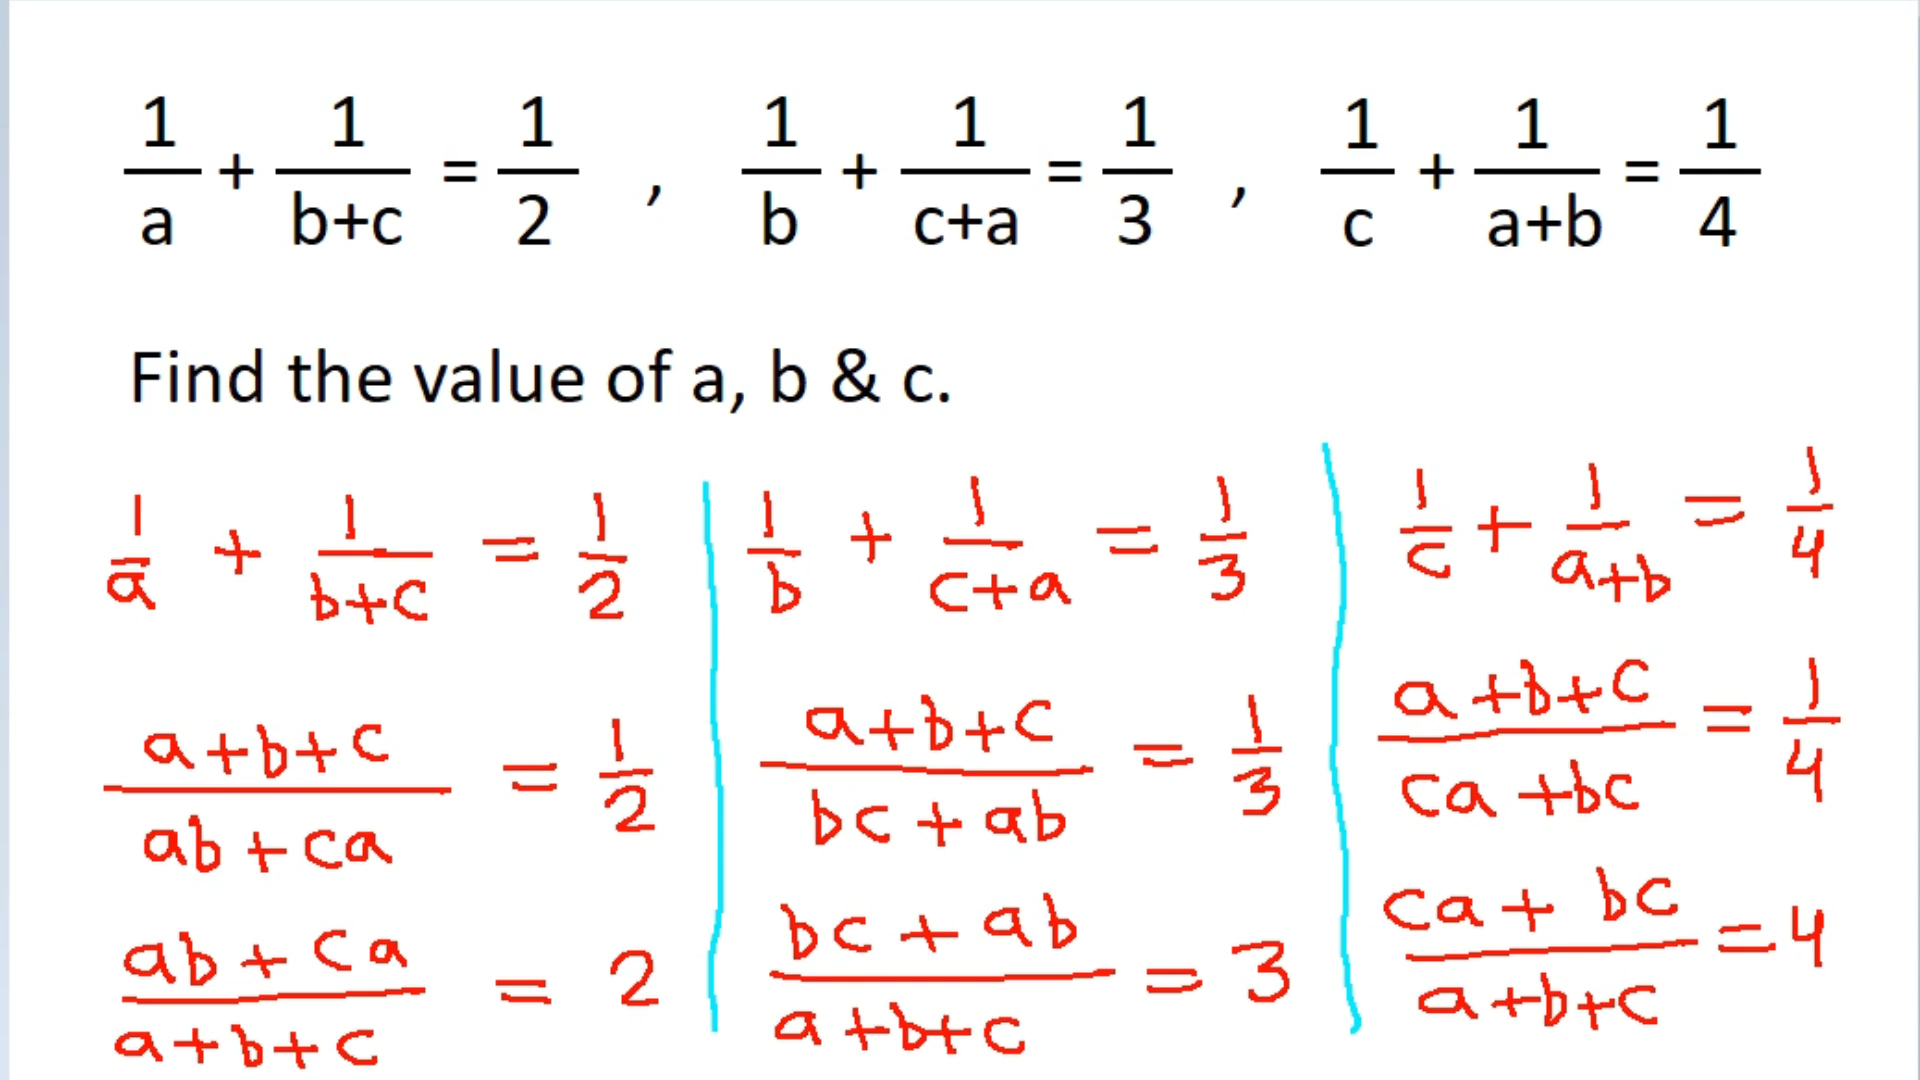 1/a + 1/(b+c) = 1/2 , 1/b + 1/(c+a) = 1/3 , 1/c + 1/(a+b) = 1/4
Find the value of a, b & c.
1/a + 1/(b+c) = 1/2
(a+b+c)/(ab+ca) = 1/2
(ab+ca)/(a+b+c) = 2
1/b + 1/(c+a) = 1/3
(a+b+c)/(bc+ab) = 1/3
(bc+ab)/(a+b+c) = 3
1/c + 1/(a+b) = 1/4
(a+b+c)/(ca+bc) = 1/4
(ca+bc)/(a+b+c) = 4